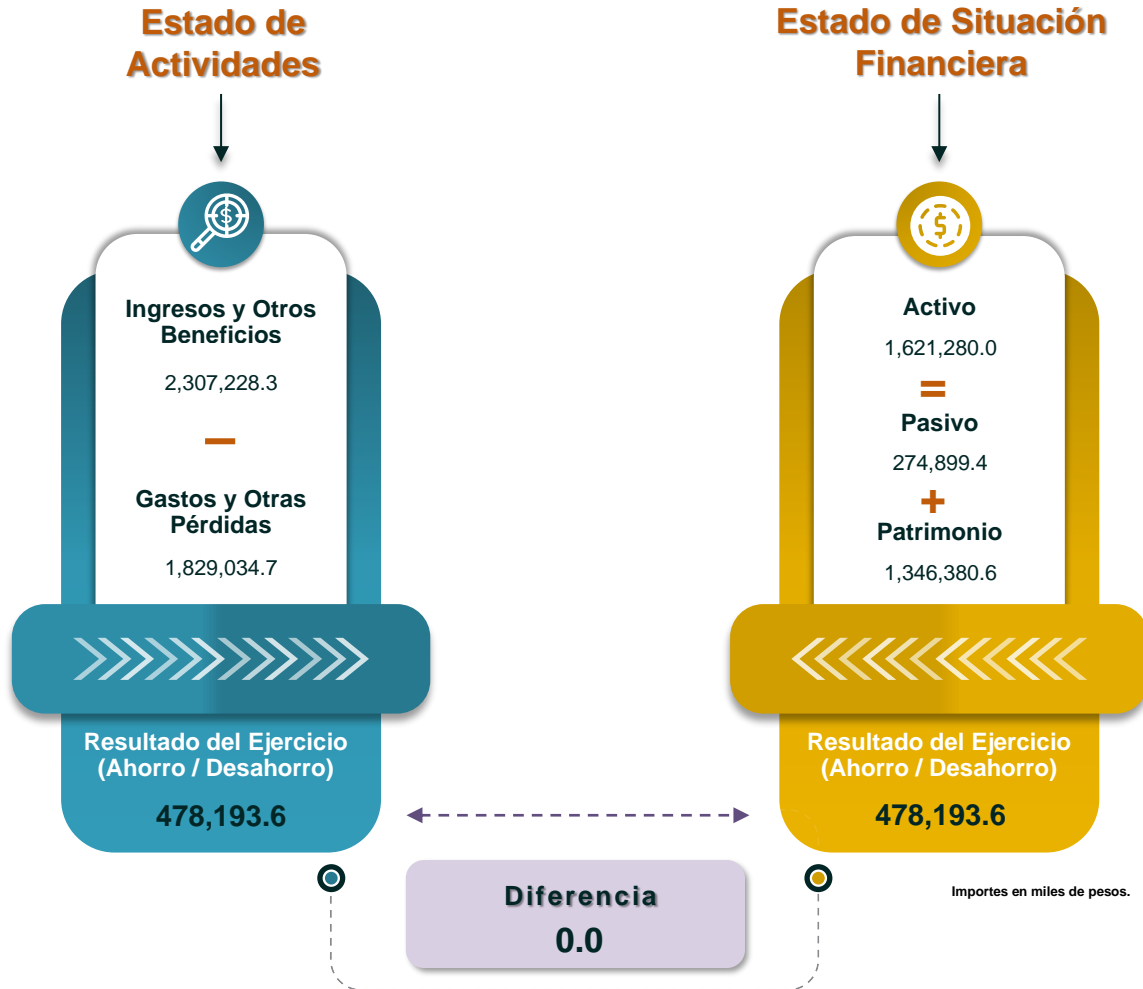 Estado de
Actividades
Ingresos y Otros
Beneficios
2,307,228.3
–
Gastos y Otras
Pérdidas
1,829,034.7
Resultado del Ejercicio
(Ahorro / Desahorro)
478,193.6
Estado de Situación
Financiera
Activo
1,621,280.0
=
Pasivo
274,899.4
+
Patrimonio
1,346,380.6
Resultado del Ejercicio
(Ahorro / Desahorro)
478,193.6
Diferencia
0.0
Importes en miles de pesos.